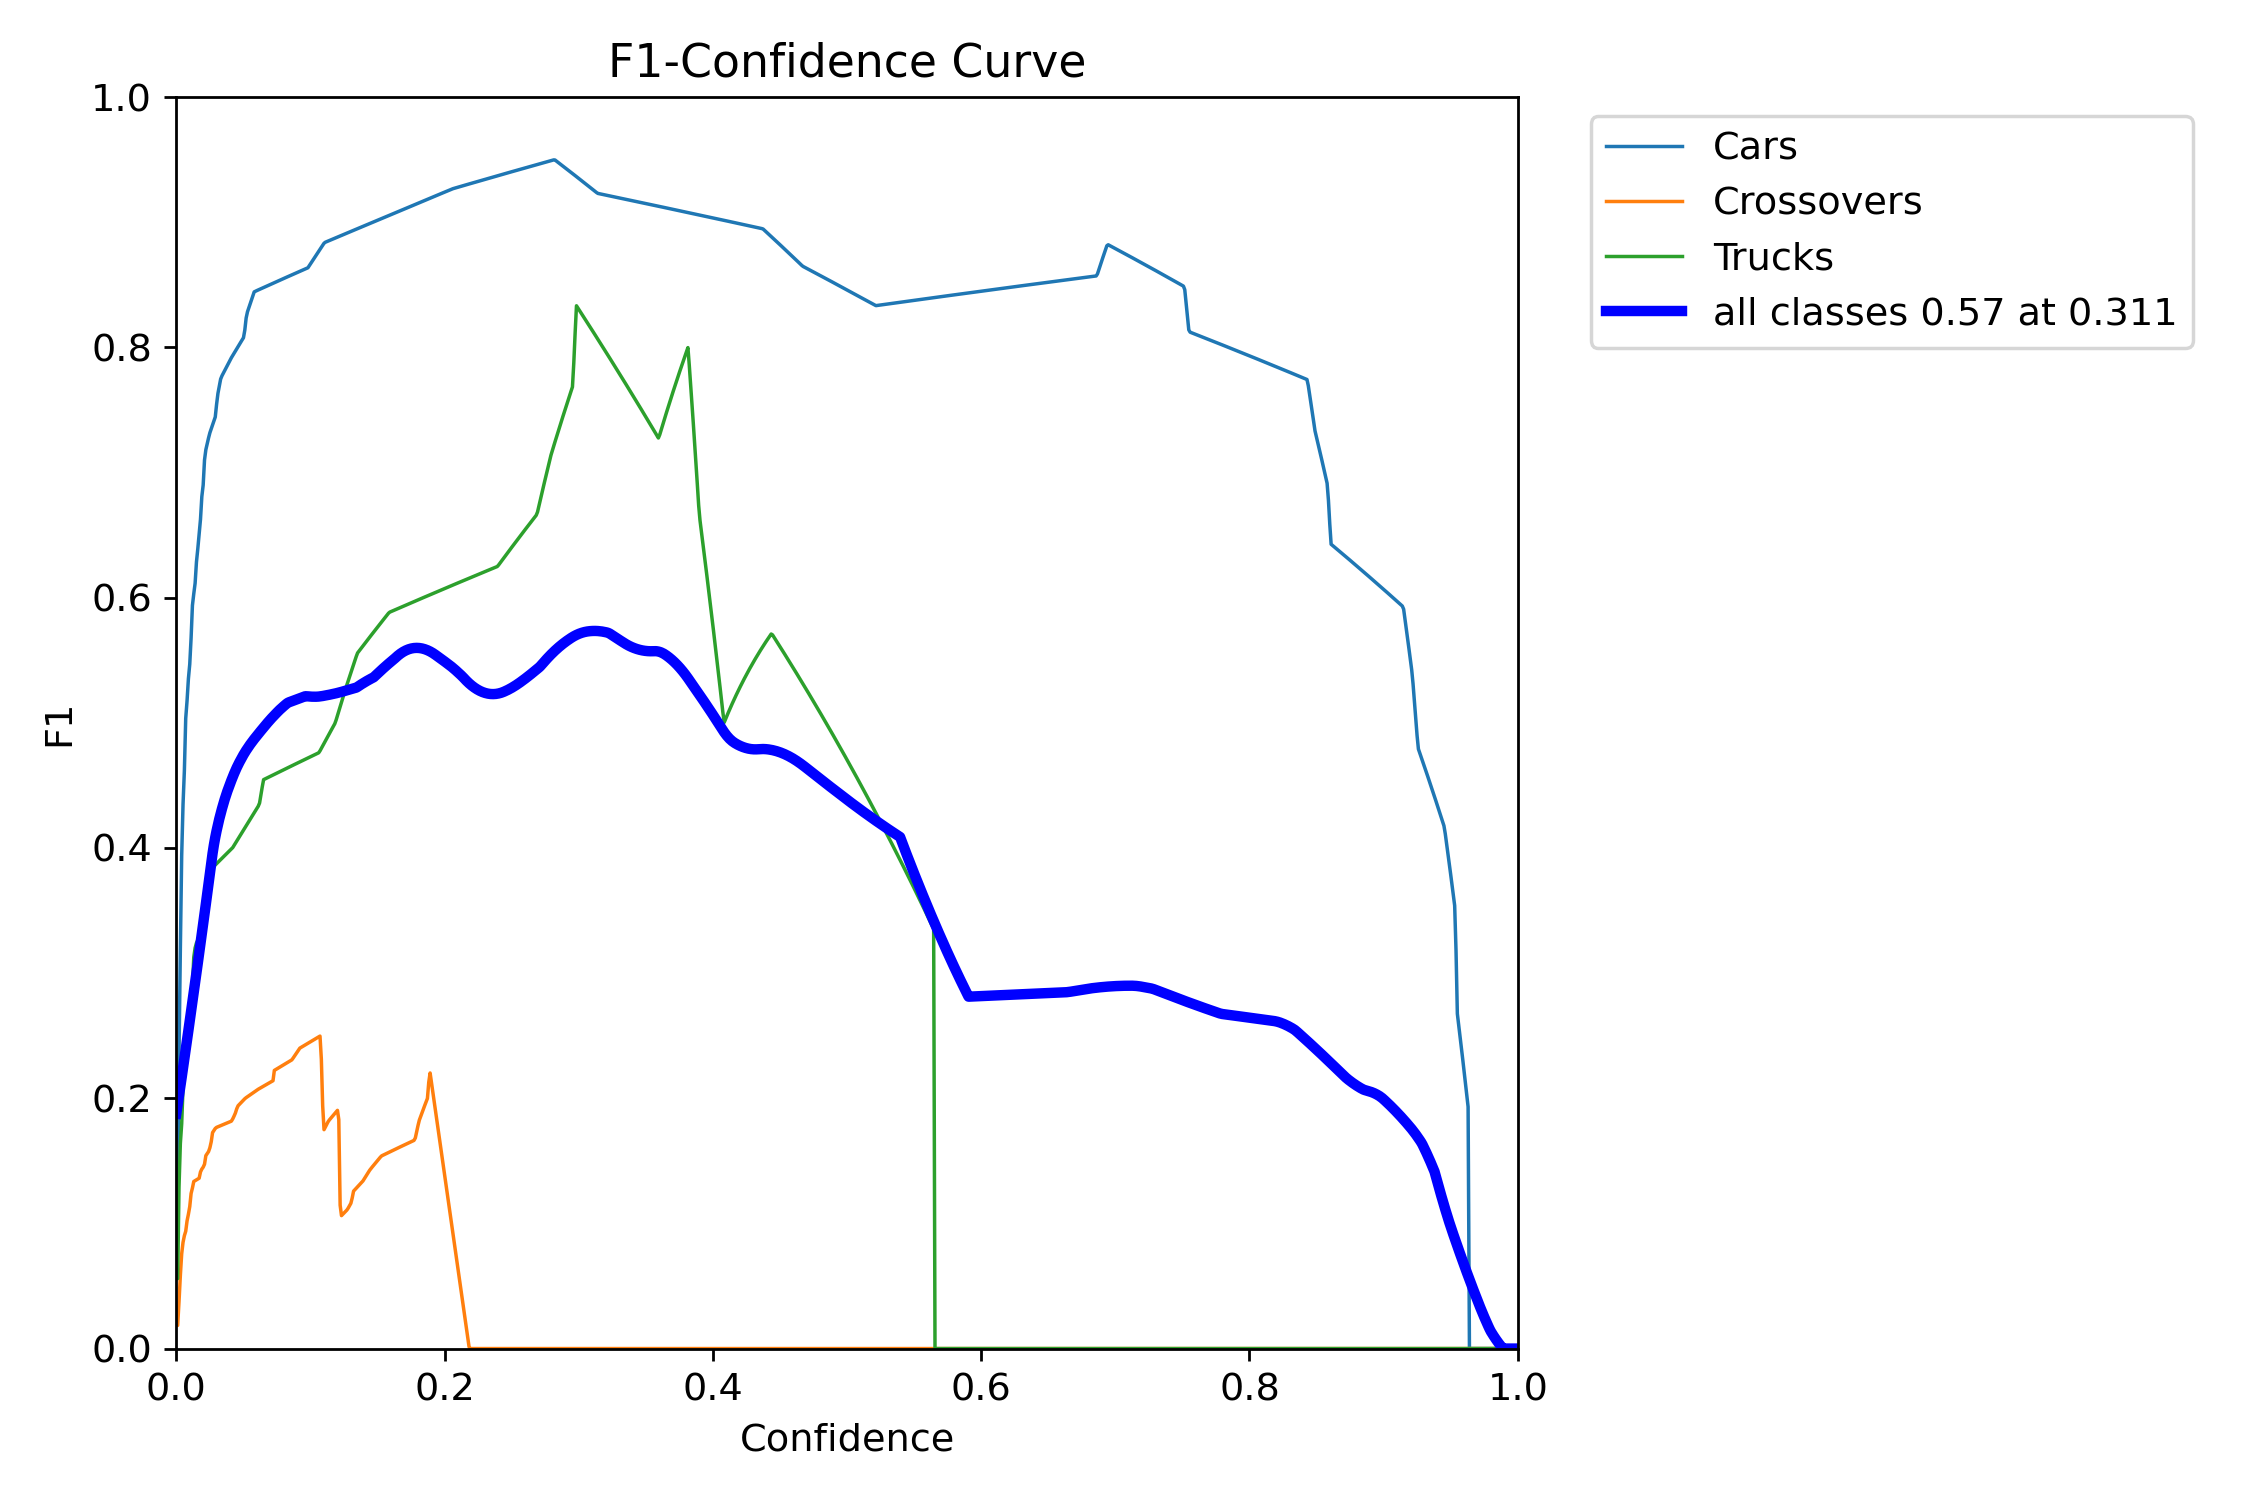 F1-Confidence Curve
1.0
0.8
0.6
0.4
0.2
0.0
F1
0.0 0.2 0.4 0.6 0.8 1.0
Confidence
Cars
Crossovers
Trucks
all classes 0.57 at 0.311